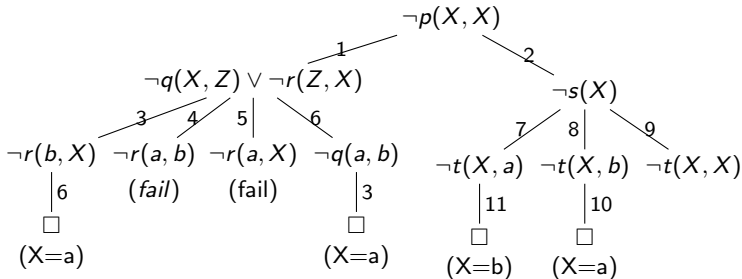 ¬p(X, X)
1 2
¬q(X, Z) ∨ ¬r(Z, X) ¬s(X)
3 4 5 6 7 8 9
¬r(b, X) ¬r(a, b) ¬r(a, X) ¬q(a, b) ¬t(X, a) ¬t(X, b) ¬t(X, X)
(fail) (fail)
6 3 11 10
□ □ □ □
(X=a) (X=a) (X=b) (X=a)